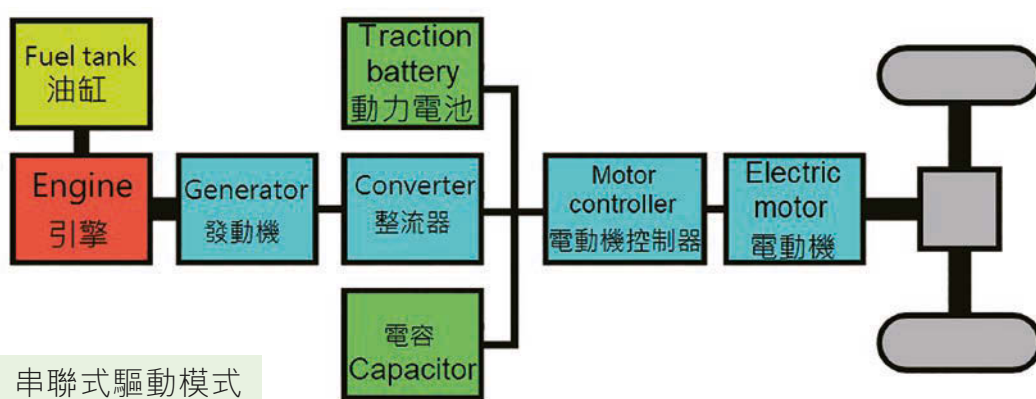 Fuel tank
油缸
Engine
引擎
Generator
發動機
Traction
battery
動力電池
Converter
整流器
電容
Capacitor
Motor
controller
電動機控制器
Electric
motor
電動機
串聯式驅動模式